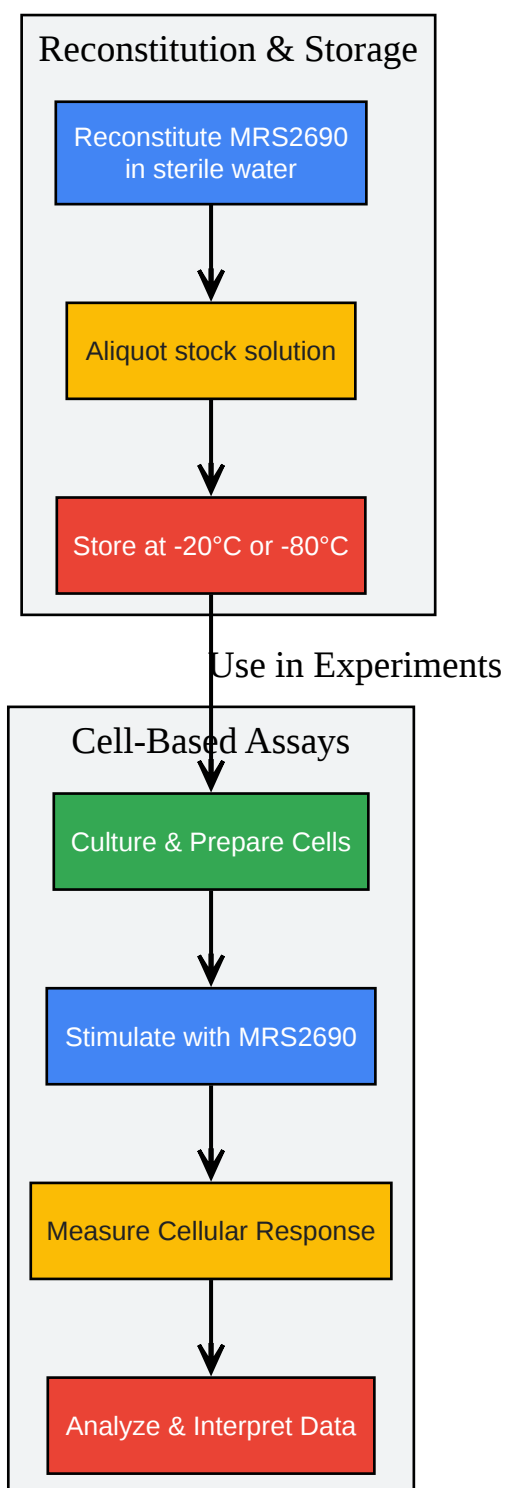 Reconstitution & Storage
Reconstitute MRS2690
in sterile water
Aliquot stock solution
Store at -20°C or -80°C
Use in Experiments
Cell-Based Assays
Culture & Prepare Cells
Stimulate with MRS2690
Measure Cellular Response
Analyze & Interpret Data